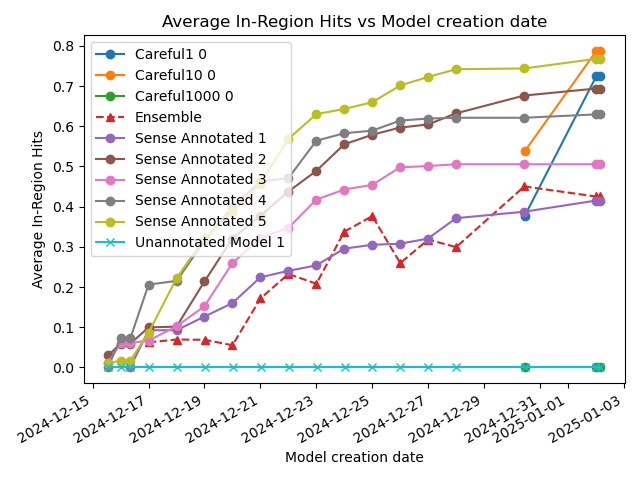 Average In-Region Hits vs Model creation date
Average In-Region Hits
0.8
0.7
0.6
0.5
0.4
0.3
0.2
0.1
0.0
Careful1 0
Careful10 0
Careful1000 0
Ensemble
Sense Annotated 1
Sense Annotated 2
Sense Annotated 3
Sense Annotated 4
Sense Annotated 5
Unannotated Model 1
2024-12-15
2024-12-17
2024-12-19
2024-12-21
2024-12-23
2024-12-25
2024-12-27
2024-12-29
2024-12-31
2025-01-01
2025-01-03
Model creation date